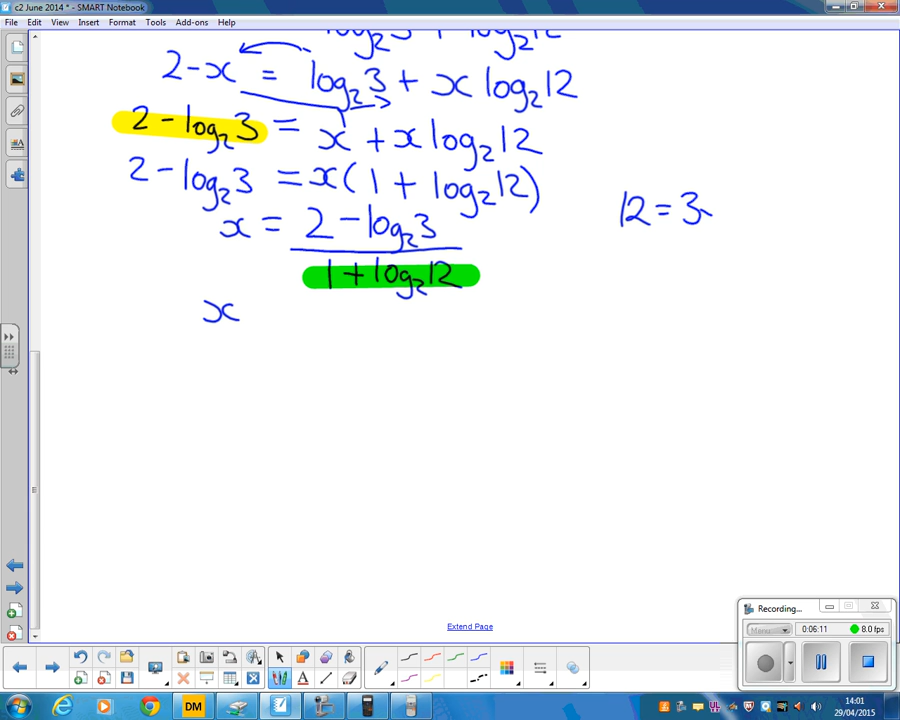 c2 June 2014 * - SMART Notebook
File Edit View Insert Format Tools Add-ons Help
2-x = log₂3 + x log₂12
2 - log₂3 = x + x log₂12
2 - log₂3 = x(1 + log₂12)
12 = 3
x = 2 - log₂3
1 + log₂12
x
Extend Page
Recording...
Menu
0:06:11
8.0 fps
A
DM
UL
14:01
29/04/2015